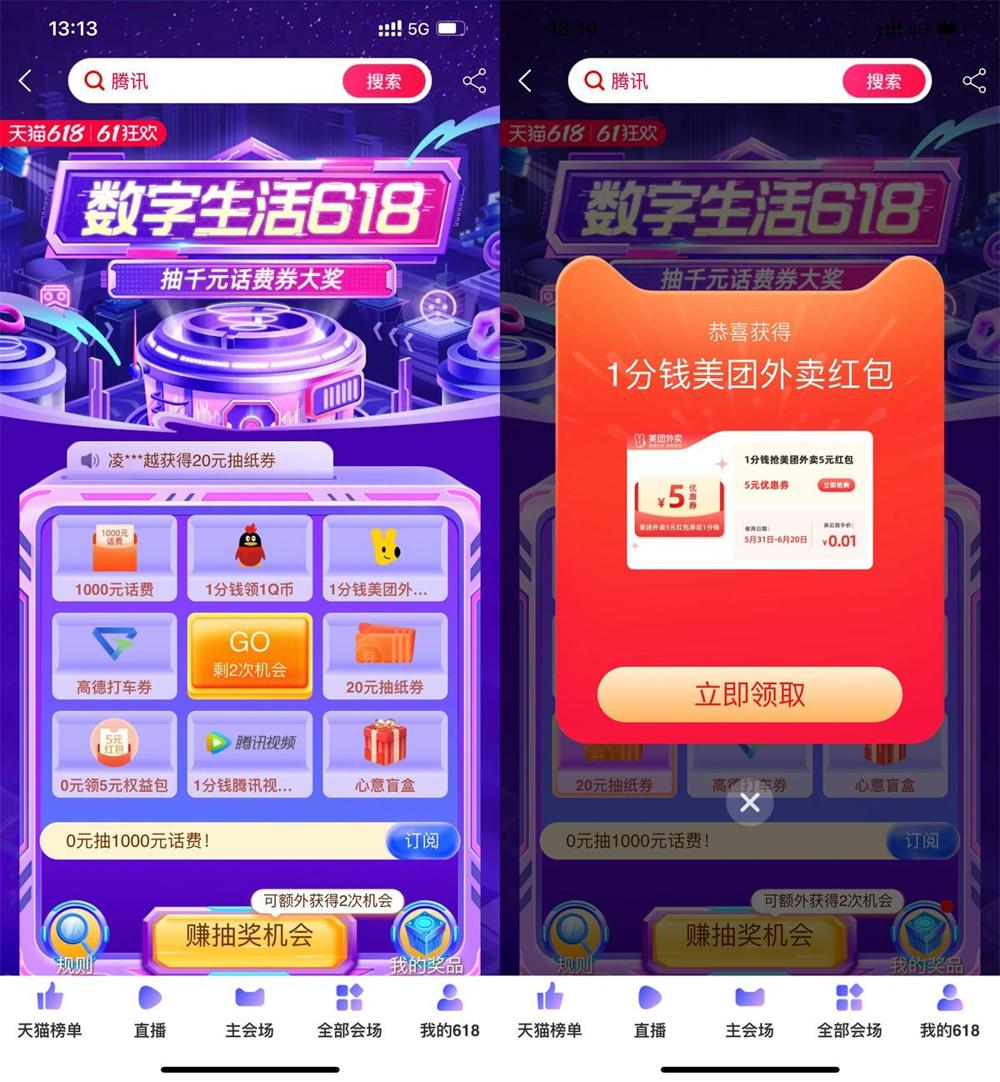 13:13
5G
腾讯
搜索
天猫618 61狂欢
数字生活618
抽千元话费券大奖
凌***越获得20元抽纸券
1000元
话费
1000元话费
1分钱领1Q币
1分钱美团外...
高德打车券
GO
剩2次机会
券
20元抽纸券
5元
红包
0元领5元权益包
腾讯视频
1分钱腾讯视...
心意盲盒
0元抽1000元话费!
订阅
可额外获得2次机会
赚抽奖机会
规则
我的奖品
天猫榜单
直播
主会场
全部会场
我的618
13:14
5G
腾讯
搜索
天猫618 61狂欢
数字生活618
抽千元话费券大奖
恭喜获得
1分钱美团外卖红包
美团外卖
¥5
优惠券
美团外卖5元红包券后1分钱
1分钱抢美团外卖5元红包
5元优惠券
立即抢购
使用日期:
5月31日-6月20日
券后到手价:
¥0.01
立即领取
20元抽纸券
高德打车券
心意盲盒
0元抽1000元话费!
订阅
可额外获得2次机会
赚抽奖机会
规则
我的奖品
天猫榜单
直播
主会场
全部会场
我的618